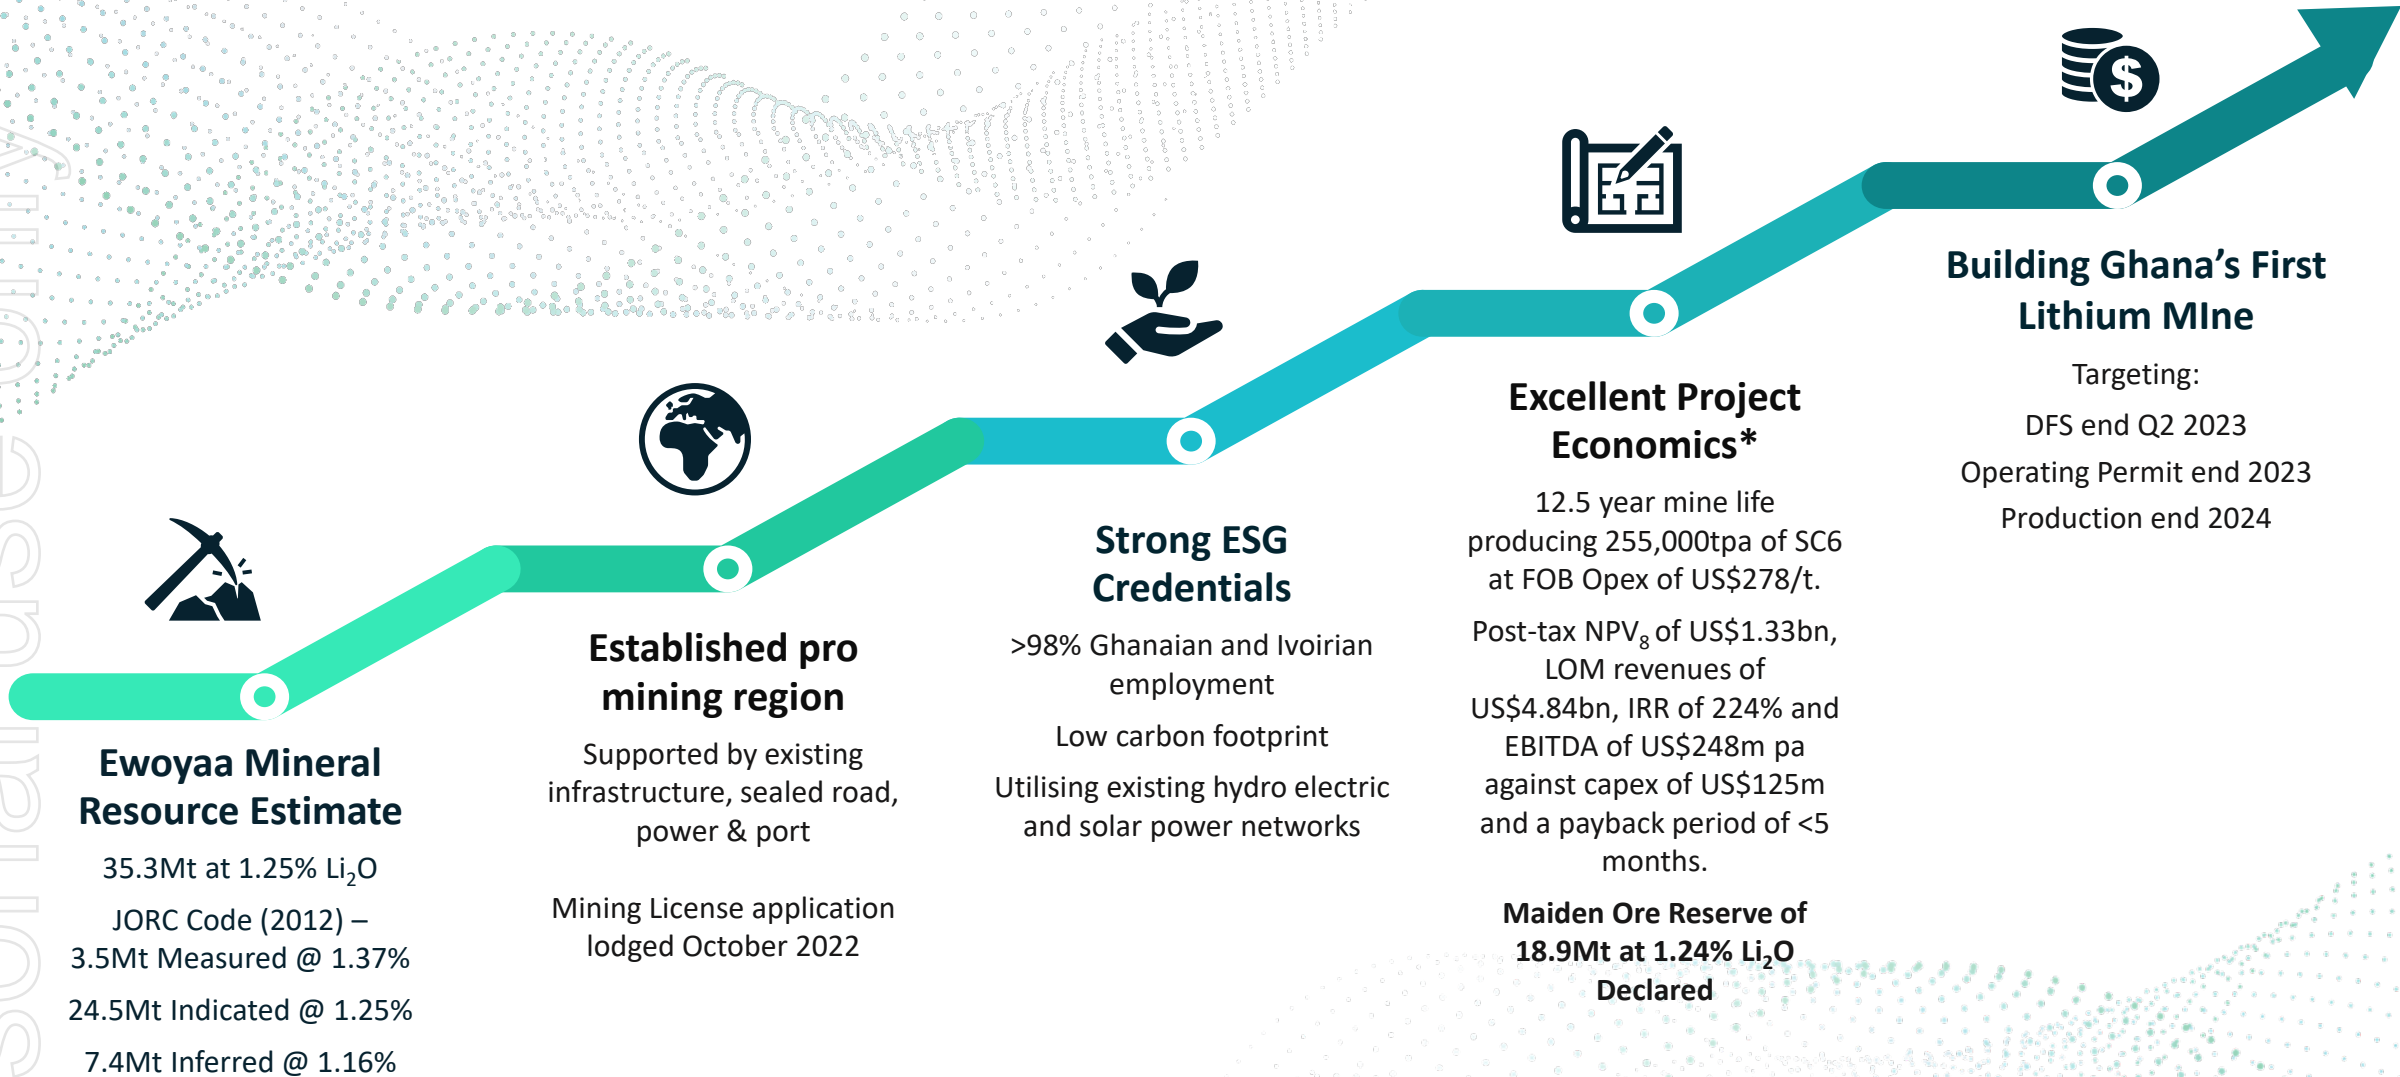 Ewoyaa Mineral
Resource Estimate
35.3Mt at 1.25% Li₂O
JORC Code (2012) –
3.5Mt Measured @ 1.37%
24.5Mt Indicated @ 1.25%
7.4Mt Inferred @ 1.16%
Established pro
mining region
Supported by existing
infrastructure, sealed road,
power & port
Mining License application
lodged October 2022
Strong ESG
Credentials
>98% Ghanaian and Ivoirian
employment
Low carbon footprint
Utilising existing hydro electric
and solar power networks
Excellent Project
Economics*
12.5 year mine life
producing 255,000tpa of SC6
at FOB Opex of US$278/t.
Post-tax NPV₈ of US$1.33bn,
LOM revenues of
US$4.84bn, IRR of 224% and
EBITDA of US$248m pa
against capex of US$125m
and a payback period of <5
months.
Maiden Ore Reserve of
18.9Mt at 1.24% Li₂O
Declared
Building Ghana’s First
Lithium MIne
Targeting:
DFS end Q2 2023
Operating Permit end 2023
Production end 2024
$
sonal use only